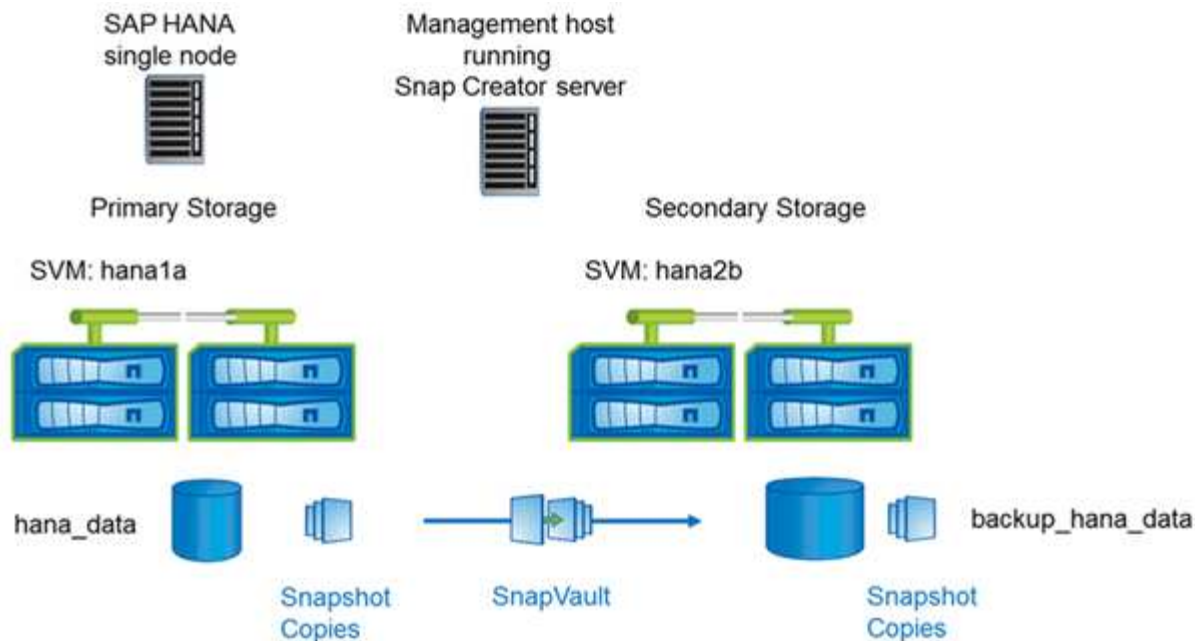 SAP HANA
single node
Management host
running
Snap Creator server
Primary Storage
Secondary Storage
SVM: hana1a
SVM: hana2b
hana_data
backup_hana_data
Snapshot
Copies
SnapVault
Snapshot
Copies